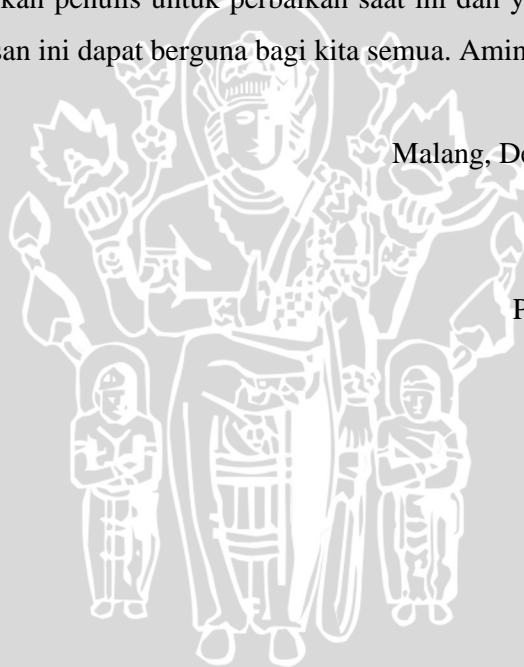 kan penulis untuk perbaikan saat ini dan y
san ini dapat berguna bagi kita semua. Amin
Malang, De
P